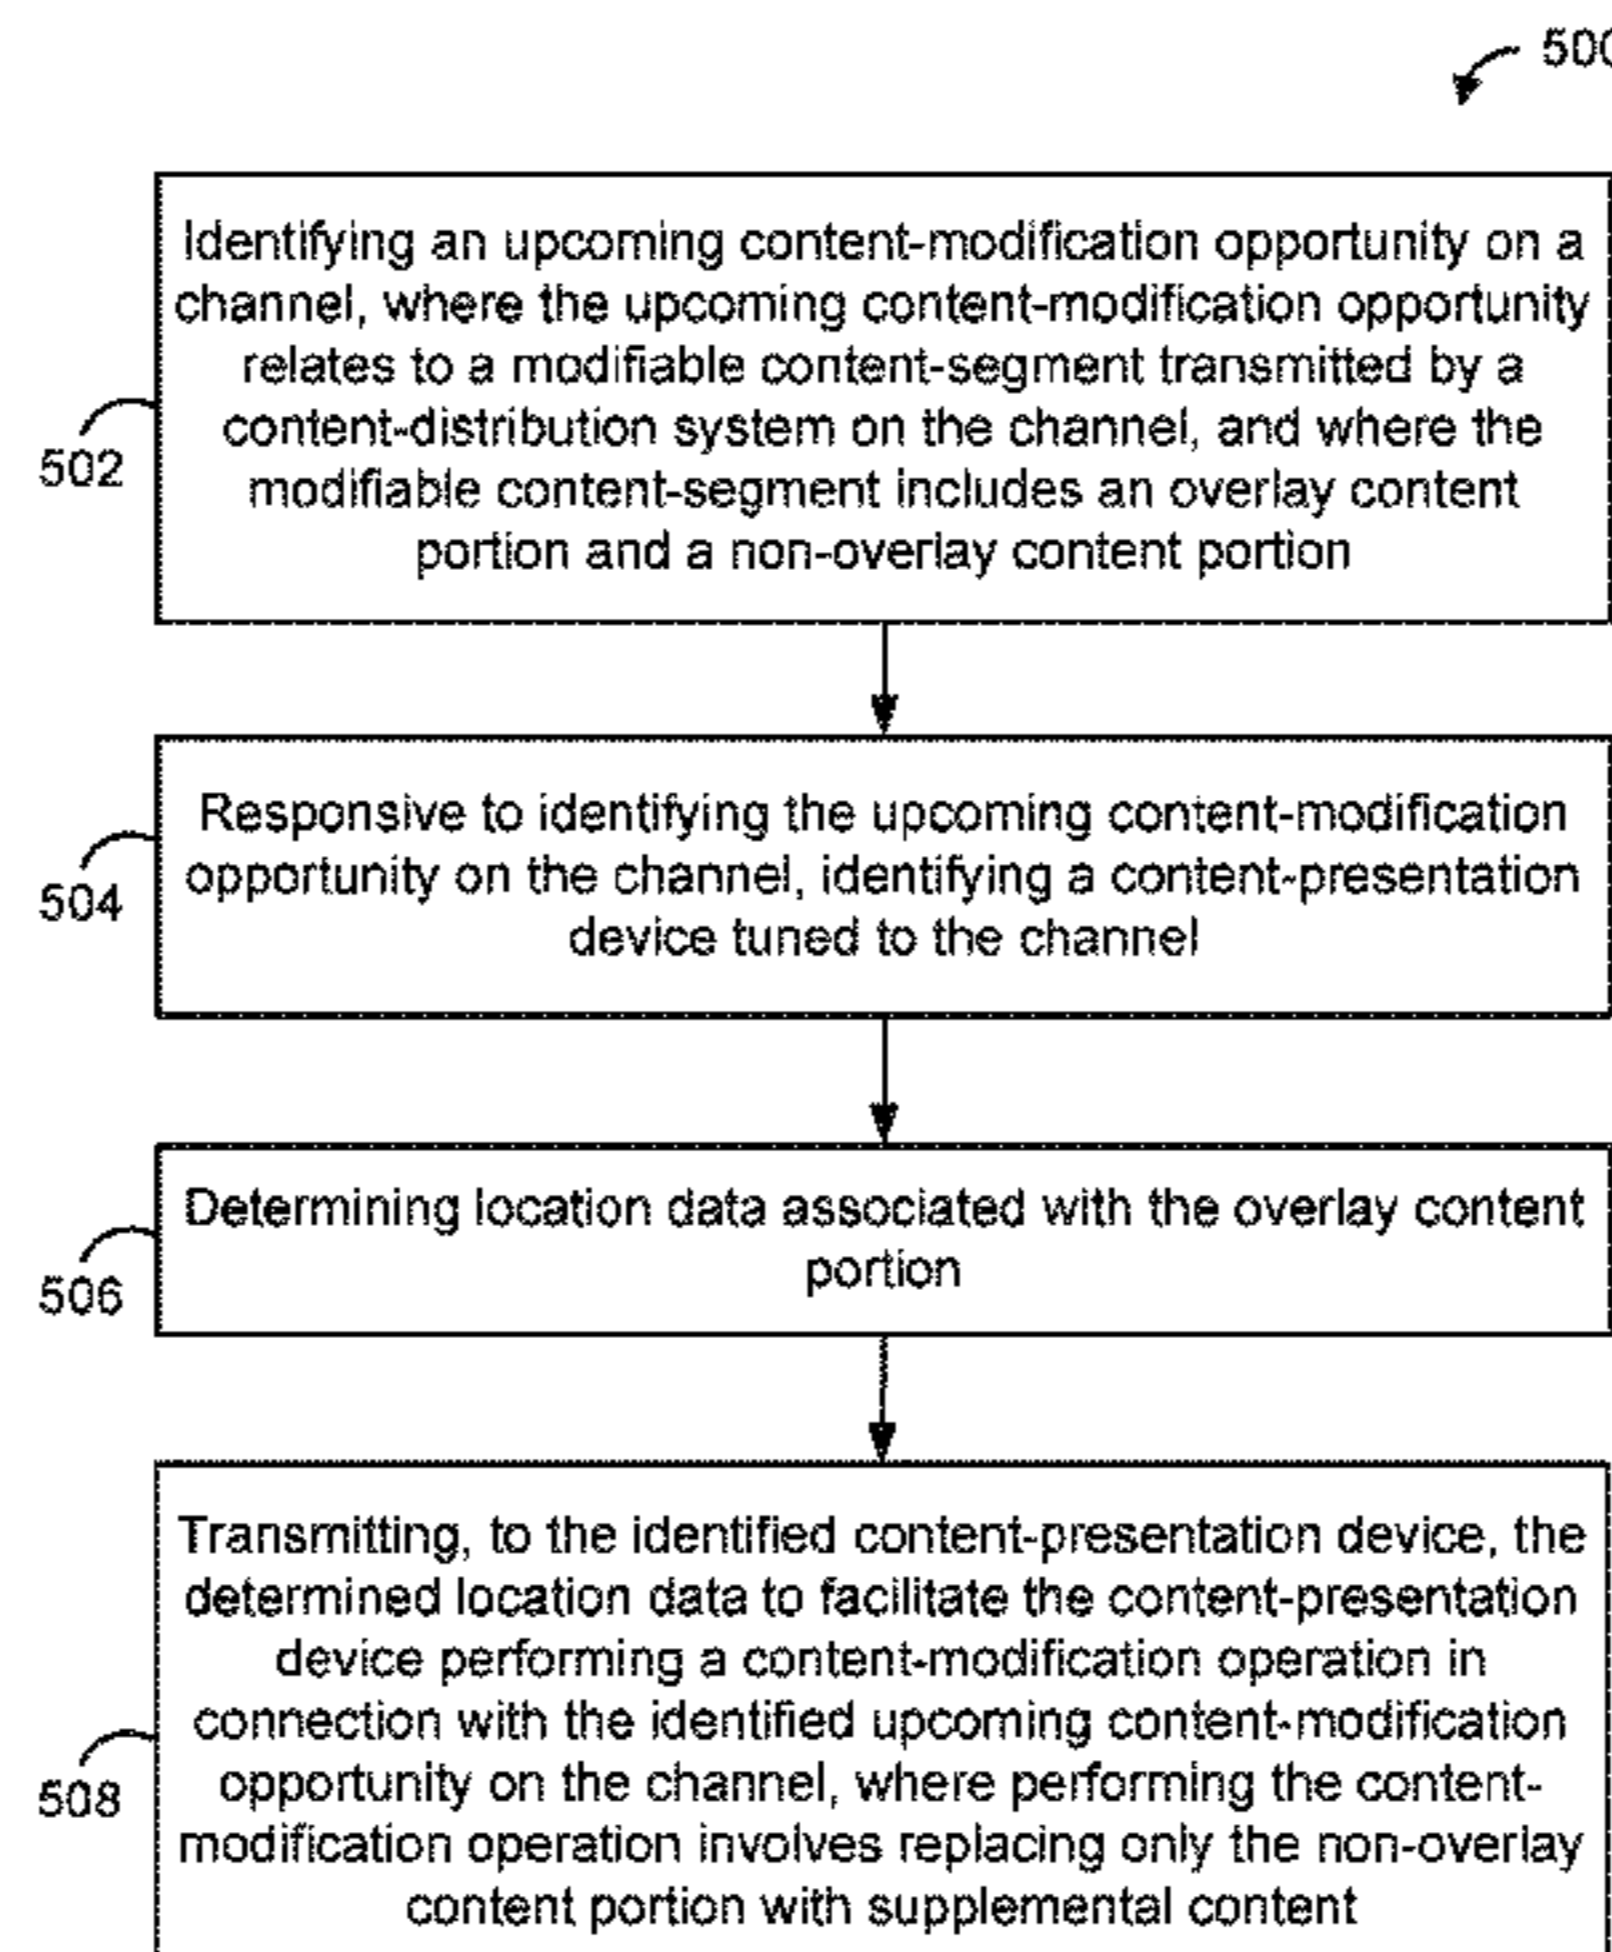 500
Identifying an upcoming content-modification opportunity on a
channel, where the upcoming content-modification opportunity
relates to a modifiable content-segment transmitted by a
content-distribution system on the channel, and where the
modifiable content-segment includes an overlay content
portion and a non-overlay content portion
502
Responsive to identifying the upcoming content-modification
opportunity on the channel, identifying a content-presentation
device tuned to the channel
504
Determining location data associated with the overlay content
portion
506
Transmitting, to the identified content-presentation device, the
determined location data to facilitate the content-presentation
device performing a content-modification operation in
connection with the identified upcoming content-modification
opportunity on the channel, where performing the content-
modification operation involves replacing only the non-overlay
content portion with supplemental content
508